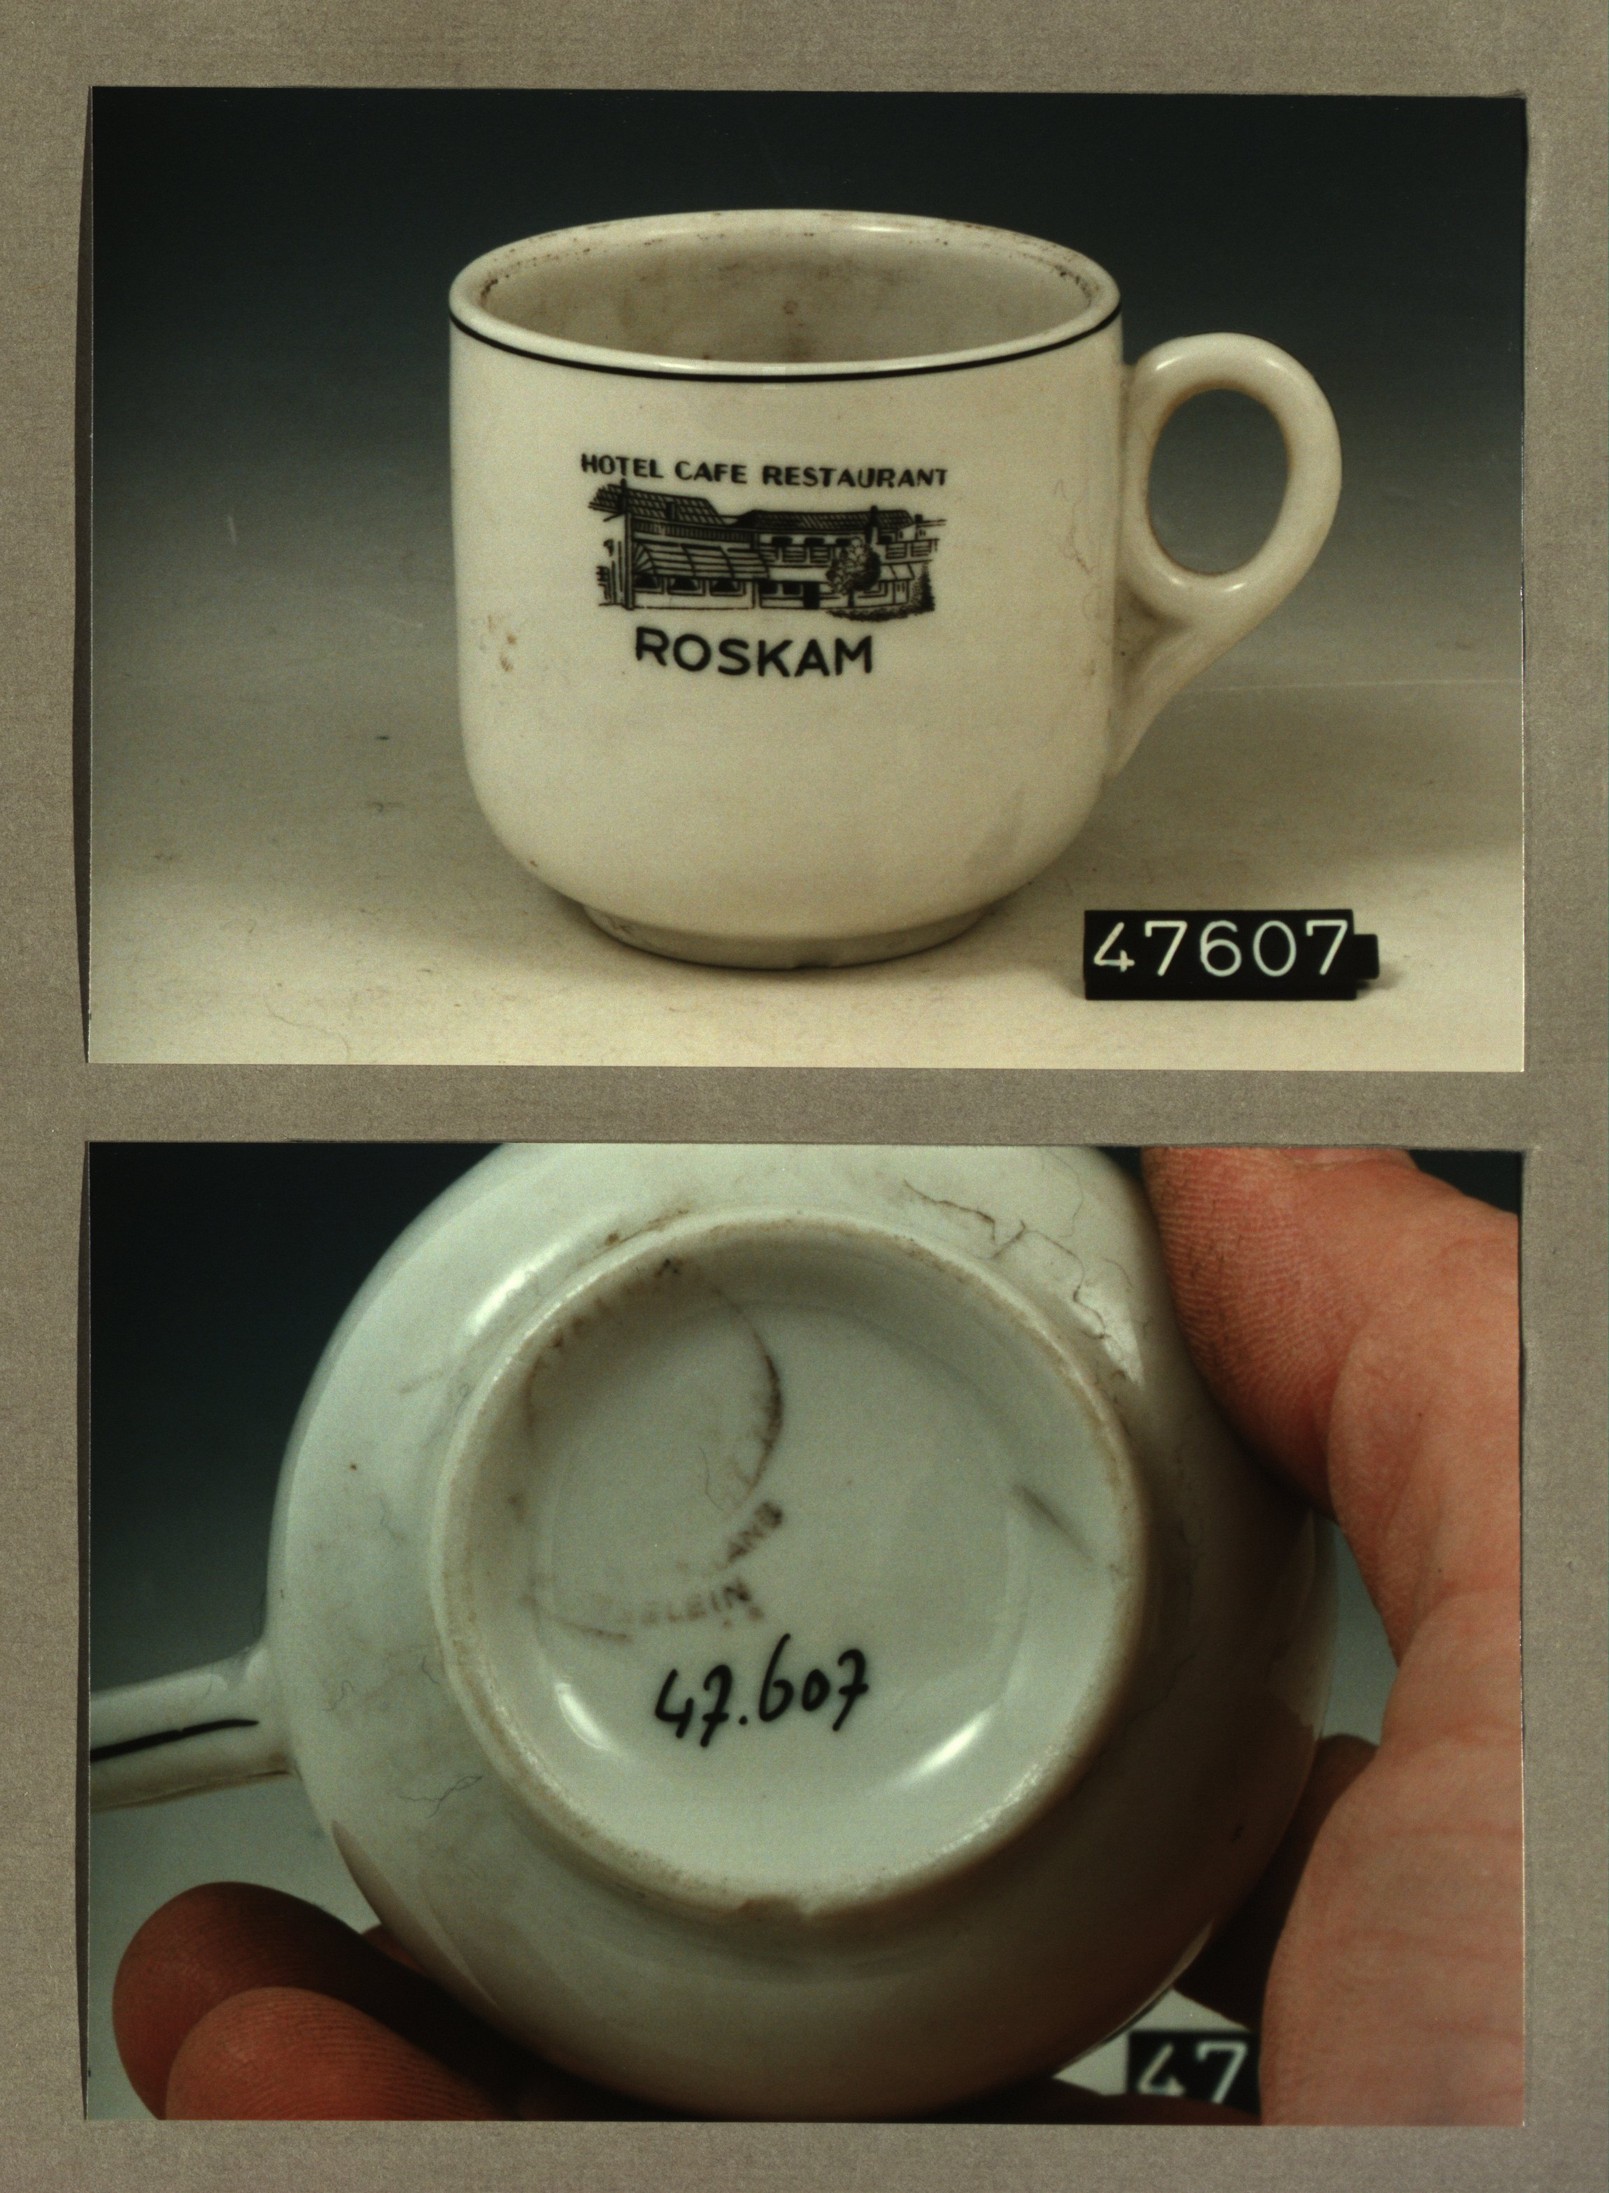 HOTEL CAFE RESTAURANT
ROSKAM
47607
47.607
47